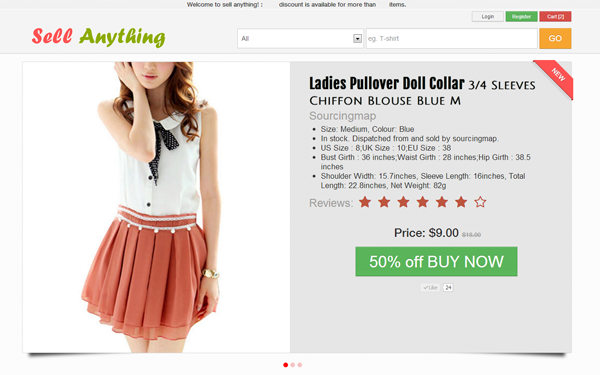 Welcome to sell anything! : discount is available for more than items.
Login Register Cart [2]
Sell Anything
All
eg. T-shirt
GO
NEW
Ladies Pullover Doll Collar 3/4 Sleeves
Chiffon Blouse Blue M
Sourcingmap
Size: Medium, Colour: Blue
In stock. Dispatched from and sold by sourcingmap.
US Size : 8;UK Size : 10;EU Size : 38
Bust Girth : 36 inches;Waist Girth : 28 inches;Hip Girth : 38.5
inches
Shoulder Width: 15.7inches, Sleeve Length: 16inches, Total
Length: 22.8inches, Net Weight: 82g
Reviews:
Price: $9.00
50% off BUY NOW
Like 24